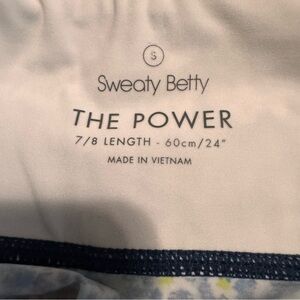 S
Sweaty Betty
THE POWER
7/8 LENGTH - 60cm/24"
MADE IN VIETNAM